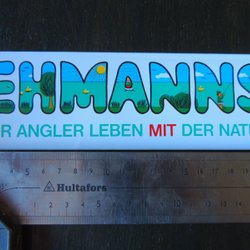 EHMANNS
R ANGLER LEBEN MIT DER NATU
Hultafors